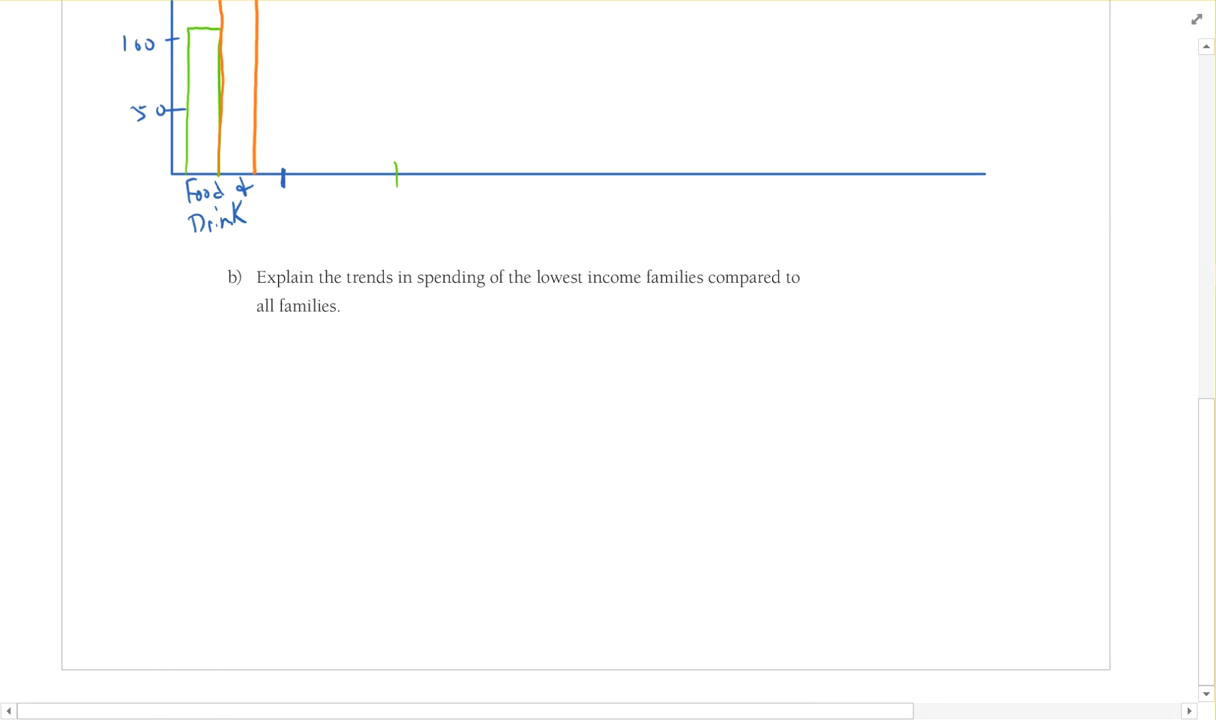 100
50
Food &
Drink
b) Explain the trends in spending of the lowest income families compared to
all families.